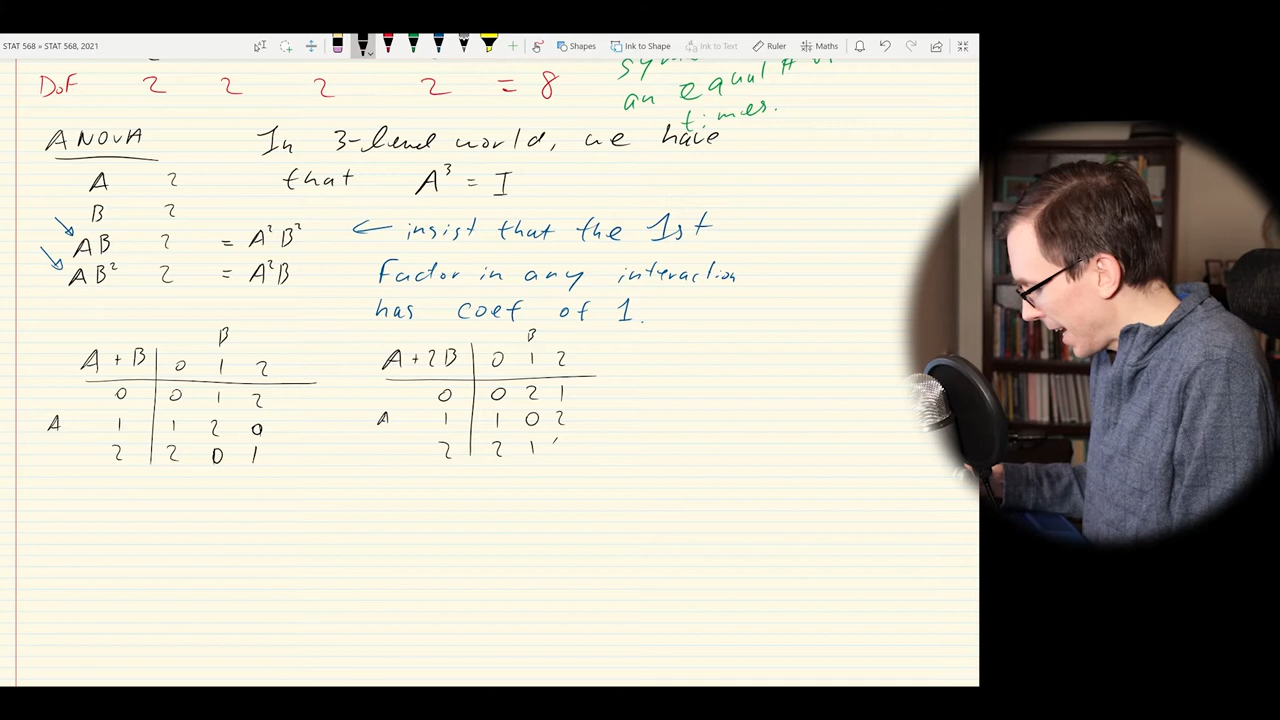 STAT 568 » STAT 568, 2021
Shapes Ink to Shape Ink to Text Ruler Maths
DoF 2 2 2 2 = 8
an equal # of
times.
ANOVA In 3-level world, we have
A 2 that A³ = I
B 2
AB 2 = A²B² ← insist that the 1st
AB² 2 = A²B Factor in any interaction
has coef of 1.
B B
A + B 0 1 2 A + 2B 0 1 2
0 0 1 2 0 0 2 1
A 1 1 2 0 A 1 1 0 2
2 2 0 1 2 2 1